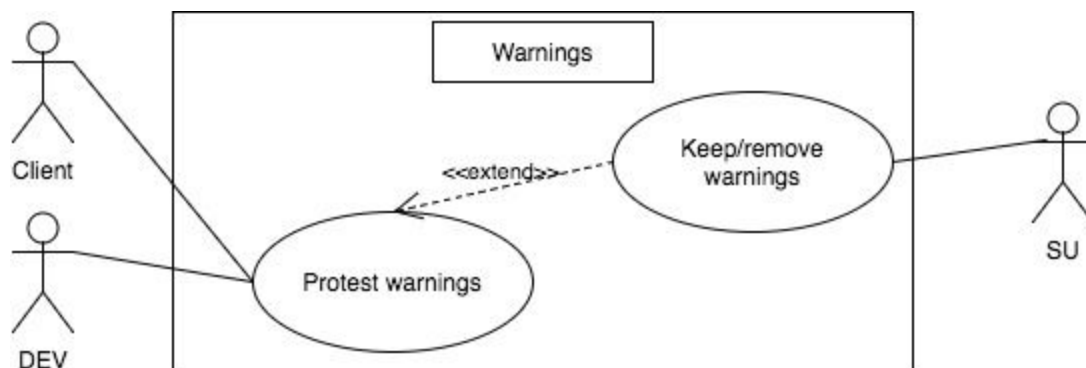 Warnings
Client
<<extend>>
Keep/remove
warnings
SU
Protest warnings
DEV